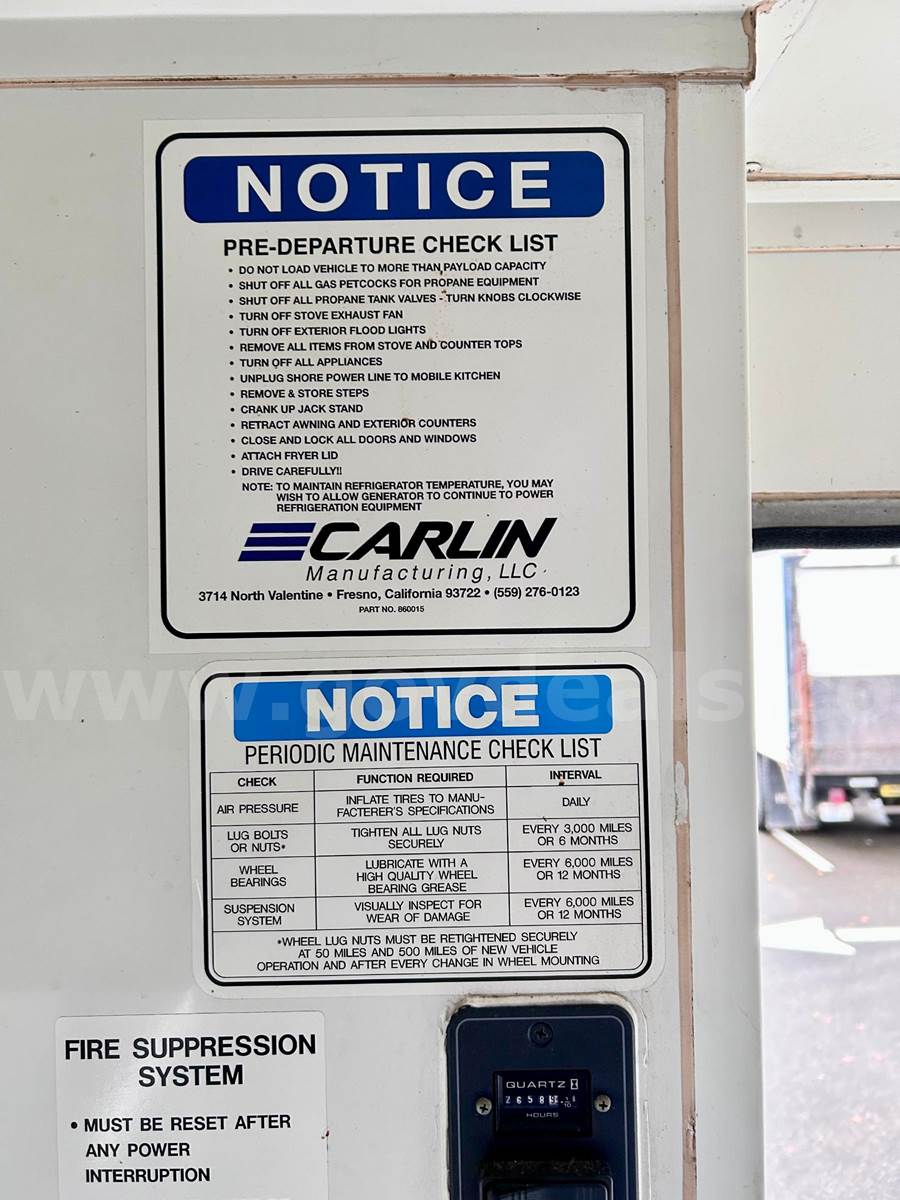 NOTICE
PRE-DEPARTURE CHECK LIST
• DO NOT LOAD VEHICLE TO MORE THAN PAYLOAD CAPACITY
• SHUT OFF ALL GAS PETCOCKS FOR PROPANE EQUIPMENT
• SHUT OFF ALL PROPANE TANK VALVES - TURN KNOBS CLOCKWISE
• TURN OFF STOVE EXHAUST FAN
• TURN OFF EXTERIOR FLOOD LIGHTS
• REMOVE ALL ITEMS FROM STOVE AND COUNTER TOPS
• TURN OFF ALL APPLIANCES
• UNPLUG SHORE POWER LINE TO MOBILE KITCHEN
• REMOVE & STORE STEPS
• CRANK UP JACK STAND
• RETRACT AWNING AND EXTERIOR COUNTERS
• CLOSE AND LOCK ALL DOORS AND WINDOWS
• ATTACH FRYER LID
• DRIVE CAREFULLY!!
NOTE: TO MAINTAIN REFRIGERATOR TEMPERATURE, YOU MAY
WISH TO ALLOW GENERATOR TO CONTINUE TO POWER
REFRIGERATION EQUIPMENT
CARLIN
Manufacturing, LLC
3714 North Valentine • Fresno, California 93722 • (559) 276-0123
PART NO. 860015
www.govdeals.co
NOTICE
PERIODIC MAINTENANCE CHECK LIST
CHECK FUNCTION REQUIRED INTERVAL
AIR PRESSURE INFLATE TIRES TO MANU-
FACTERER'S SPECIFICATIONS DAILY
LUG BOLTS
OR NUTS* TIGHTEN ALL LUG NUTS
SECURELY EVERY 3,000 MILES
OR 6 MONTHS
WHEEL
BEARINGS LUBRICATE WITH A
HIGH QUALITY WHEEL
BEARING GREASE EVERY 6,000 MILES
OR 12 MONTHS
SUSPENSION
SYSTEM VISUALLY INSPECT FOR
WEAR OF DAMAGE EVERY 6,000 MILES
OR 12 MONTHS
*WHEEL LUG NUTS MUST BE RETIGHTENED SECURELY
AT 50 MILES AND 500 MILES OF NEW VEHICLE
OPERATION AND AFTER EVERY CHANGE IN WHEEL MOUNTING
FIRE SUPPRESSION
SYSTEM
• MUST BE RESET AFTER
ANY POWER
INTERRUPTION
QUARTZ
HOURS